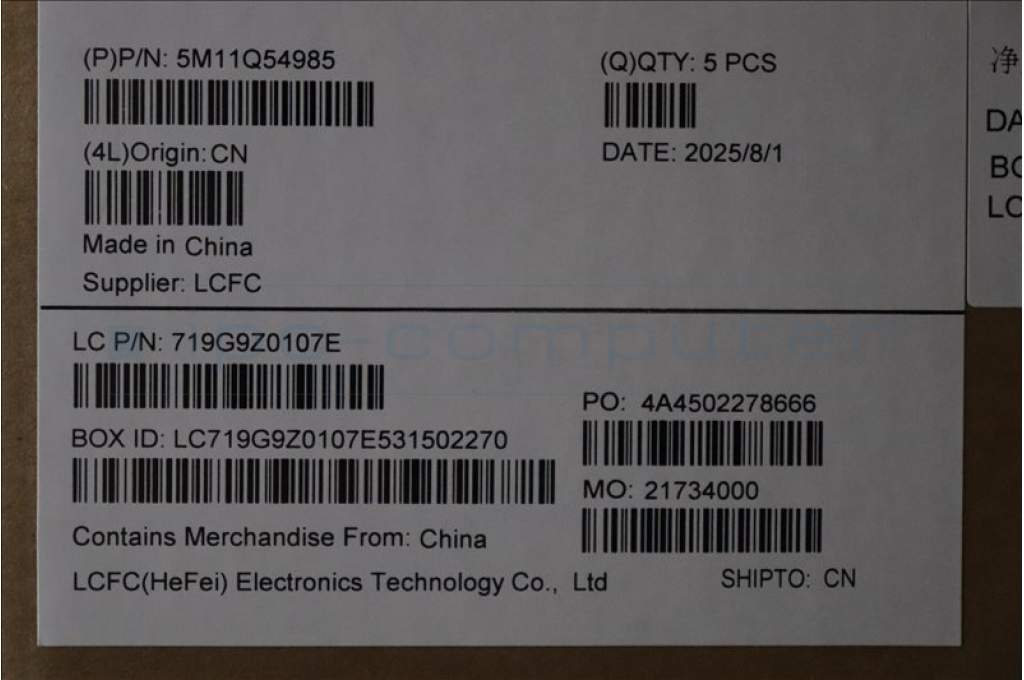 (P)P/N: 5M11Q54985
(Q)QTY: 5 PCS
(4L)Origin: CN
DATE: 2025/8/1
Made in China
Supplier: LCFC
LC P/N: 719G9Z0107E
PO: 4A4502278666
BOX ID: LC719G9Z0107E531502270
MO: 21734000
Contains Merchandise From: China
LCFC(HeFei) Electronics Technology Co., Ltd
SHIPTO: CN
净
DA
BO
LC